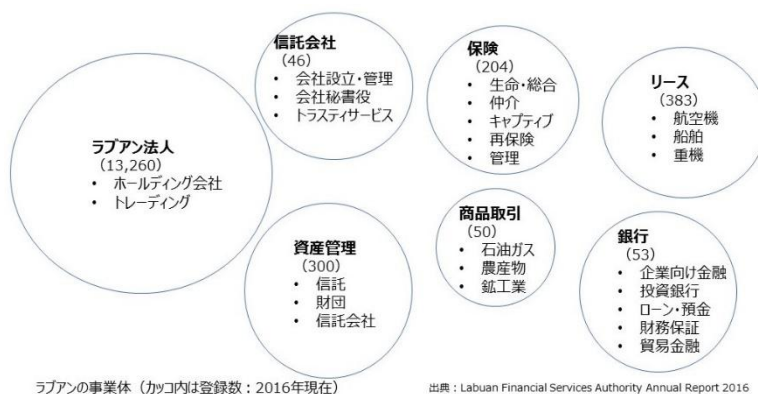 ラブアン法人
（13,260）
• ホールディング会社
• トレーディング
信託会社
（46）
• 会社設立・管理
• 会社秘書役
• トラスティサービス
資産管理
（300）
• 信託
• 財団
• 信託会社
保険
（204）
• 生命・総合
• 仲介
• キャプティブ
• 再保険
• 管理
商品取引
（50）
• 石油ガス
• 農産物
• 鉱工業
リース
（383）
• 航空機
• 船舶
• 重機
銀行
（53）
• 企業向け金融
• 投資銀行
• ローン・預金
• 財務保証
• 貿易金融
ラブアンの事業体（カッコ内は登録数：2016年現在）
出典：Labuan Financial Services Authority Annual Report 2016